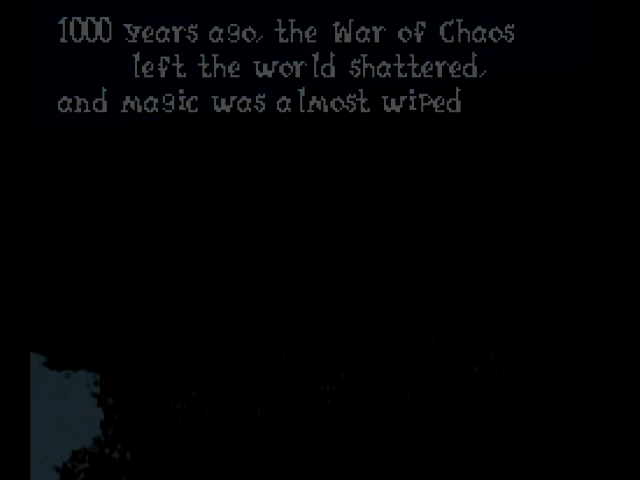 1000 years ago, the War of Chaos
left the world shattered,
and magic was almost wiped